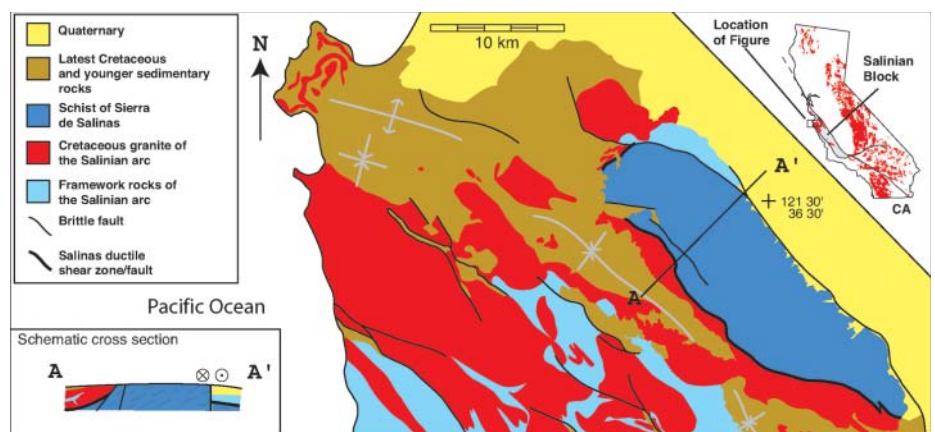 Quaternary
Latest Cretaceous
and younger sedimentary
rocks
Schist of Sierra
de Salinas
Cretaceous granite of
the Salinian arc
Framework rocks of
the Salinian arc
Brittle fault
Salinas ductile
shear zone/fault
N
10 km
Location
of Figure
Salinian
Block
CA
A'
121 30'
36 30'
A
Pacific Ocean
Schematic cross section
A
A'